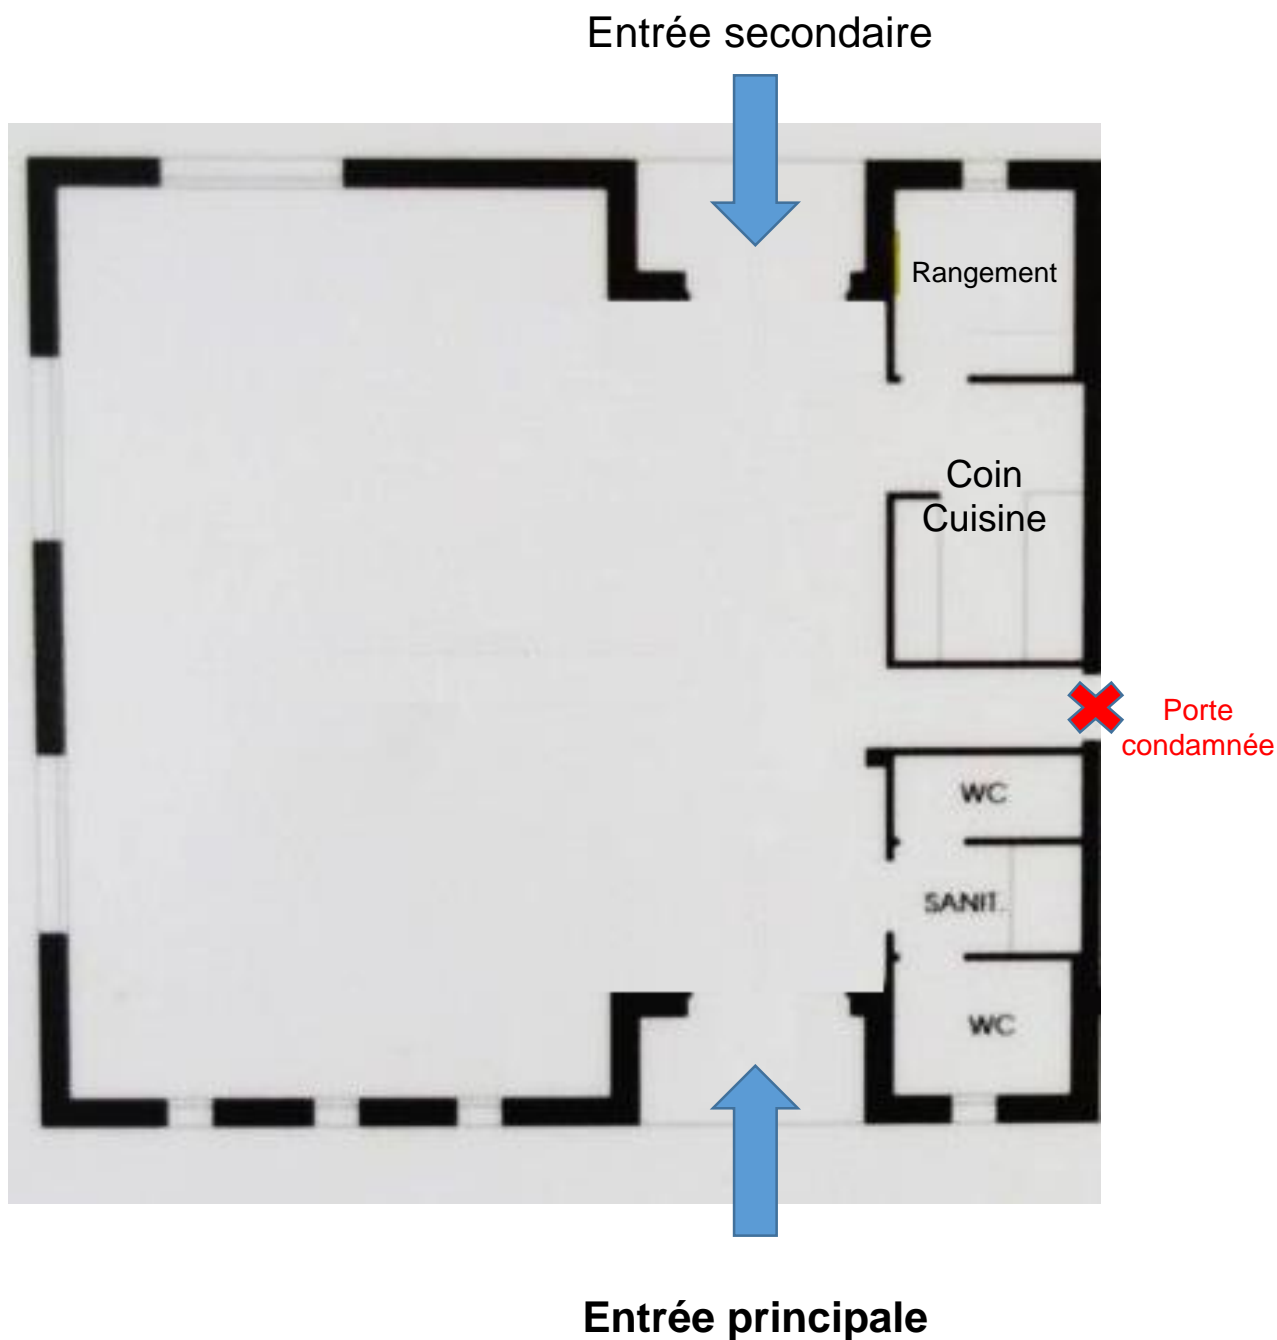 Entrée secondaire
Rangement
Coin
Cuisine
Porte
condamnée
WC
SANIT.
WC
Entrée principale